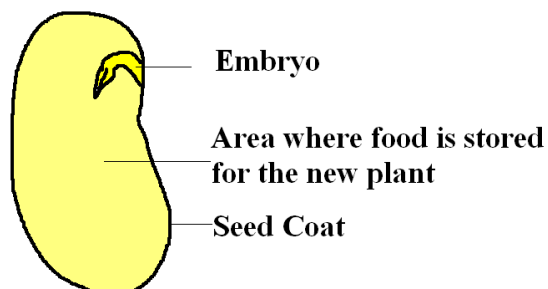 Embryo
Area where food is stored
for the new plant
Seed Coat